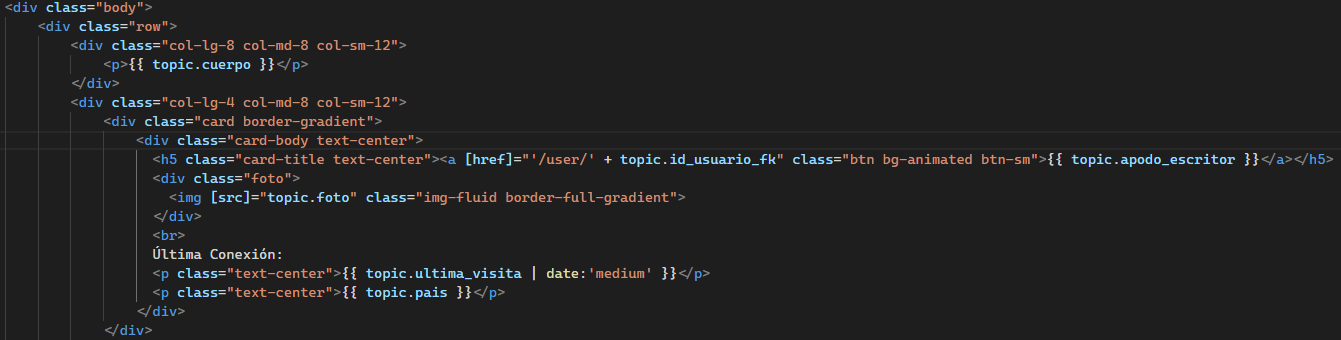 <div class="body">
<div class="row">
<div class="col-lg-8 col-md-8 col-sm-12">
<p>{{ topic.cuerpo }}</p>
</div>
<div class="col-lg-4 col-md-8 col-sm-12">
<div class="card border-gradient">
<div class="card-body text-center">
<h5 class="card-title text-center"><a [href]="'/user/' + topic.id_usuario_fk" class="btn bg-animated btn-sm">{{ topic.apodo_escritor }}</a></h5>
<div class="foto">
<img [src]="topic.foto" class="img-fluid border-full-gradient">
</div>
<br>
Última Conexión:
<p class="text-center">{{ topic.ultima_visita | date:'medium' }}</p>
<p class="text-center">{{ topic.pais }}</p>
</div>
</div>